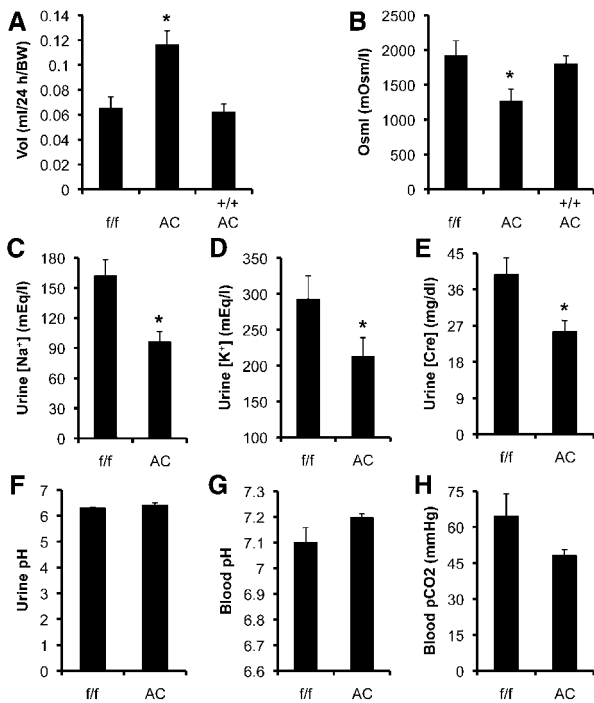 A
Vol (ml/24 h/BW)
0.14
0.12
0.1
0.08
0.06
0.04
0.02
0
*
f/f
AC
+/+
AC
B
Osml (mOsm/l)
2500
2000
1500
1000
500
0
*
f/f
AC
+/+
AC
C
Urine [Na⁺] (mEq/l)
180
150
120
90
60
30
0
*
f/f
AC
D
Urine [K⁺] (mEq/l)
350
300
250
200
150
100
*
f/f
AC
E
Urine [Cre] (mg/dl)
45
36
27
18
9
0
*
f/f
AC
F
Urine pH
7
6
5
4
3
2
1
0
f/f
AC
G
Blood pH
7.3
7.2
7.1
7
6.9
6.8
6.7
6.6
f/f
AC
H
Blood pCO2 (mmHg)
75
60
45
30
15
0
f/f
AC